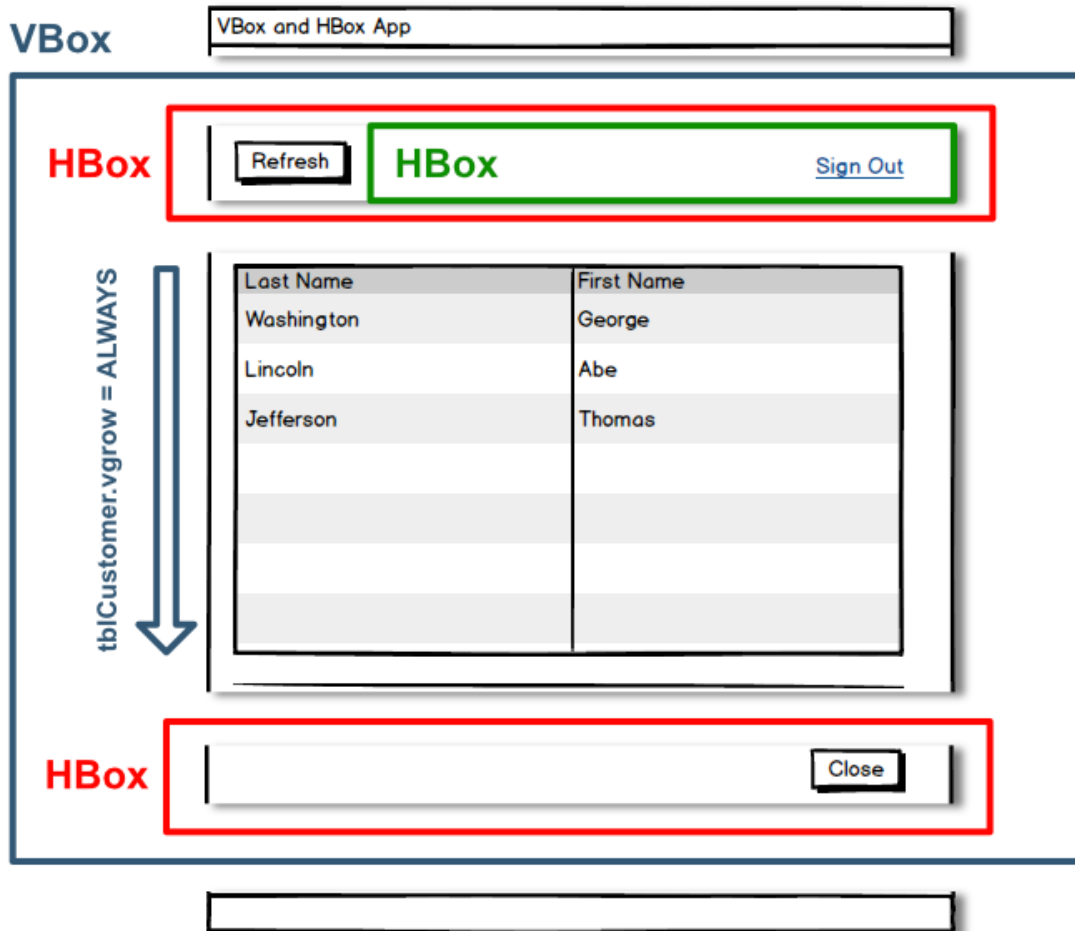 VBox
VBox and HBox App
HBox
Refresh
HBox
Sign Out
tblCustomer.vgrow = ALWAYS
Last Name First Name
Washington George
Lincoln Abe
Jefferson Thomas
HBox
Close